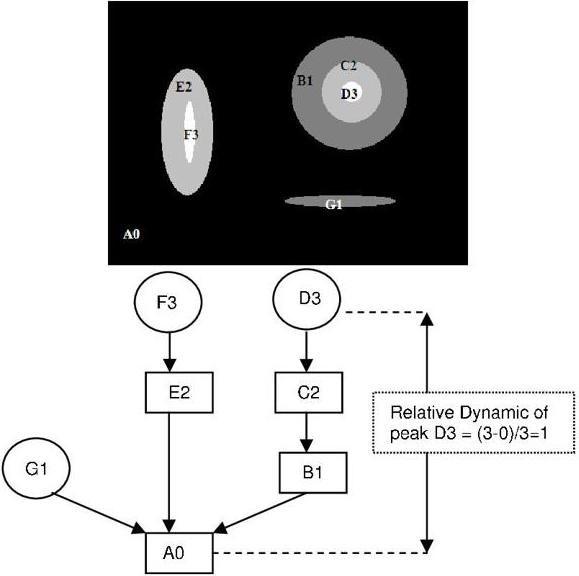 C2
E2
B1
D3
F3
G1
A0
F3
D3
E2
C2
Relative Dynamic of
peak D3 = (3-0)/3=1
G1
B1
A0